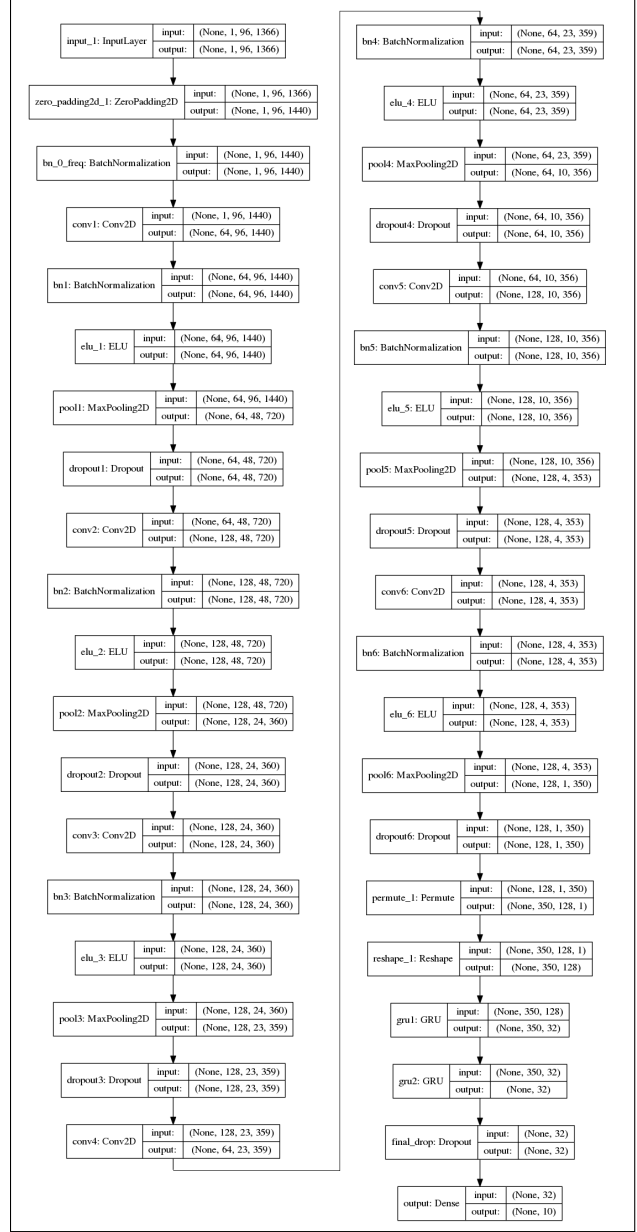 input_1: InputLayer
input: (None, 1, 96, 1366)
output: (None, 1, 96, 1366)
zero_padding2d_1: ZeroPadding2D
input: (None, 1, 96, 1366)
output: (None, 1, 96, 1440)
bn_0_freq: BatchNormalization
input: (None, 1, 96, 1440)
output: (None, 1, 96, 1440)
conv1: Conv2D
input: (None, 1, 96, 1440)
output: (None, 64, 96, 1440)
bn1: BatchNormalization
input: (None, 64, 96, 1440)
output: (None, 64, 96, 1440)
elu_1: ELU
input: (None, 64, 96, 1440)
output: (None, 64, 96, 1440)
pool1: MaxPooling2D
input: (None, 64, 96, 1440)
output: (None, 64, 48, 720)
dropout1: Dropout
input: (None, 64, 48, 720)
output: (None, 64, 48, 720)
conv2: Conv2D
input: (None, 64, 48, 720)
output: (None, 128, 48, 720)
bn2: BatchNormalization
input: (None, 128, 48, 720)
output: (None, 128, 48, 720)
elu_2: ELU
input: (None, 128, 48, 720)
output: (None, 128, 48, 720)
pool2: MaxPooling2D
input: (None, 128, 48, 720)
output: (None, 128, 24, 360)
dropout2: Dropout
input: (None, 128, 24, 360)
output: (None, 128, 24, 360)
conv3: Conv2D
input: (None, 128, 24, 360)
output: (None, 128, 24, 360)
bn3: BatchNormalization
input: (None, 128, 24, 360)
output: (None, 128, 24, 360)
elu_3: ELU
input: (None, 128, 24, 360)
output: (None, 128, 24, 360)
pool3: MaxPooling2D
input: (None, 128, 24, 360)
output: (None, 128, 23, 359)
dropout3: Dropout
input: (None, 128, 23, 359)
output: (None, 128, 23, 359)
conv4: Conv2D
input: (None, 128, 23, 359)
output: (None, 64, 23, 359)
bn4: BatchNormalization
input: (None, 64, 23, 359)
output: (None, 64, 23, 359)
elu_4: ELU
input: (None, 64, 23, 359)
output: (None, 64, 23, 359)
pool4: MaxPooling2D
input: (None, 64, 23, 359)
output: (None, 64, 10, 356)
dropout4: Dropout
input: (None, 64, 10, 356)
output: (None, 64, 10, 356)
conv5: Conv2D
input: (None, 64, 10, 356)
output: (None, 128, 10, 356)
bn5: BatchNormalization
input: (None, 128, 10, 356)
output: (None, 128, 10, 356)
elu_5: ELU
input: (None, 128, 10, 356)
output: (None, 128, 10, 356)
pool5: MaxPooling2D
input: (None, 128, 10, 356)
output: (None, 128, 4, 353)
dropout5: Dropout
input: (None, 128, 4, 353)
output: (None, 128, 4, 353)
conv6: Conv2D
input: (None, 128, 4, 353)
output: (None, 128, 4, 353)
bn6: BatchNormalization
input: (None, 128, 4, 353)
output: (None, 128, 4, 353)
elu_6: ELU
input: (None, 128, 4, 353)
output: (None, 128, 4, 353)
pool6: MaxPooling2D
input: (None, 128, 4, 353)
output: (None, 128, 1, 350)
dropout6: Dropout
input: (None, 128, 1, 350)
output: (None, 128, 1, 350)
permute_1: Permute
input: (None, 128, 1, 350)
output: (None, 350, 128, 1)
reshape_1: Reshape
input: (None, 350, 128, 1)
output: (None, 350, 128)
gru1: GRU
input: (None, 350, 128)
output: (None, 350, 32)
gru2: GRU
input: (None, 350, 32)
output: (None, 32)
final_drop: Dropout
input: (None, 32)
output: (None, 32)
output: Dense
input: (None, 32)
output: (None, 10)